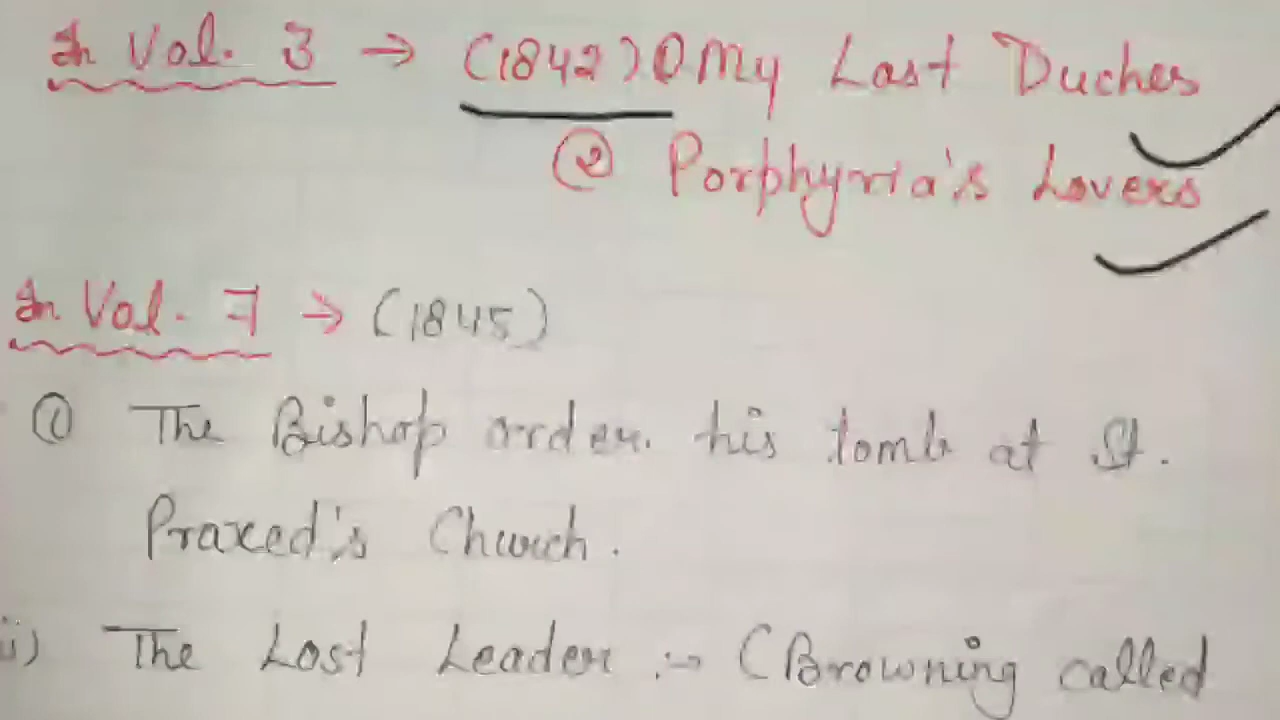 In Vol. 3 → (1842) ① My Last Duches
② Porphyria's Lovers
In Vol. 7 → (1845)
① The Bishop order. his tomb at St.
Praxed's Church.
ii) The Lost Leader :→ (Browning called